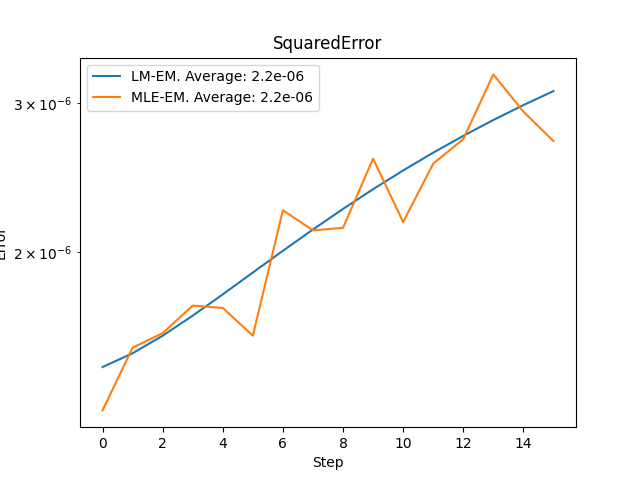 SquaredError
LM-EM. Average: 2.2e-06
MLE-EM. Average: 2.2e-06
3 × 10⁻⁶
2 × 10⁻⁶
Error
0 2 4 6 8 10 12 14
Step